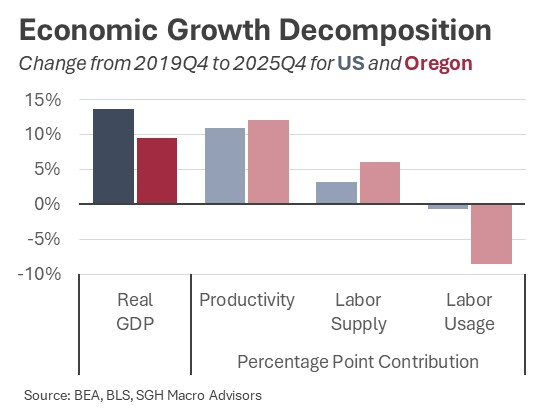 Economic Growth Decomposition
Change from 2019Q4 to 2025Q4 for US and Oregon
15%
10%
5%
0%
-5%
-10%
Real
GDP
Productivity
Labor
Supply
Labor
Usage
Percentage Point Contribution
Source: BEA, BLS, SGH Macro Advisors